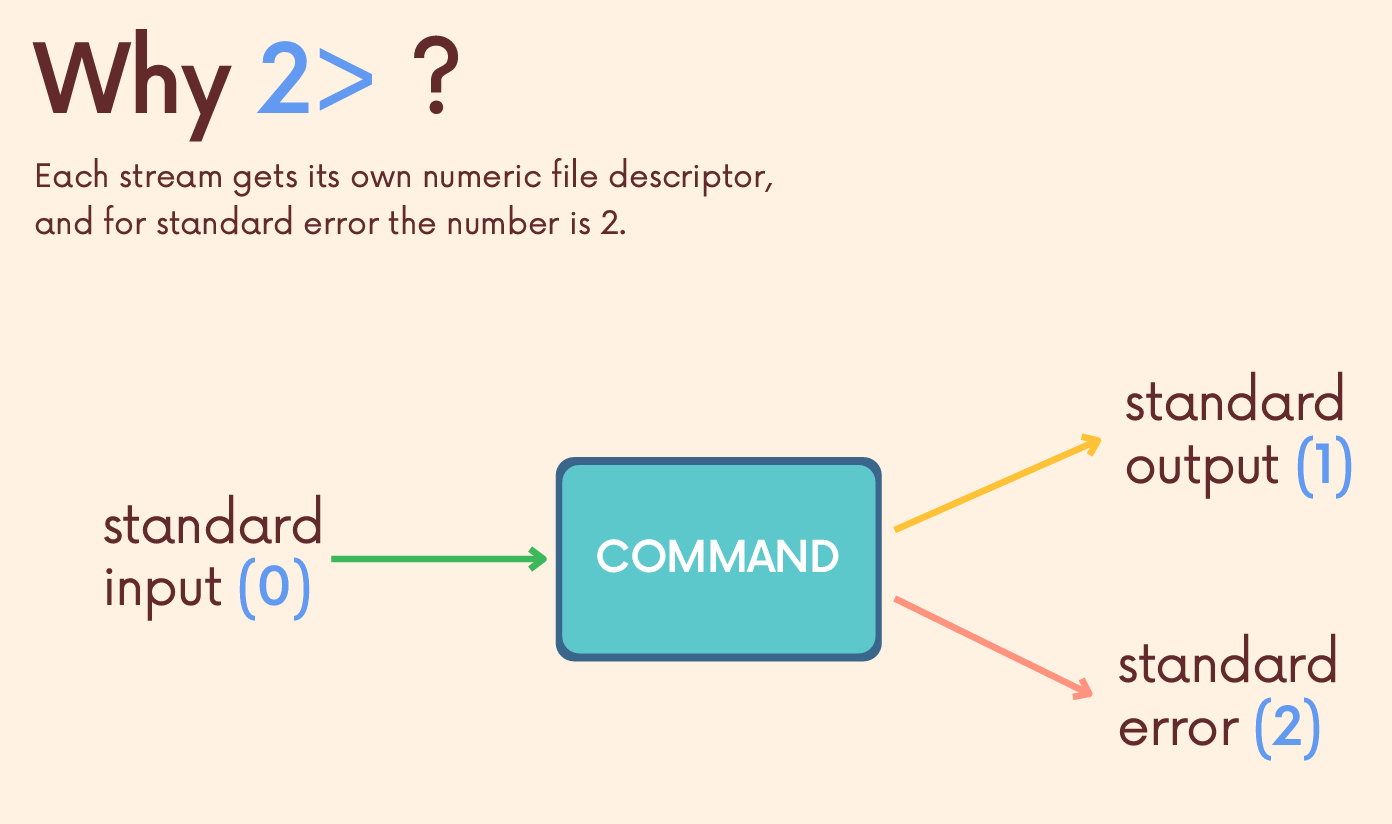 Why 2> ?
Each stream gets its own numeric file descriptor,
and for standard error the number is 2.
standard
input (0)
COMMAND
standard
output (1)
standard
error (2)